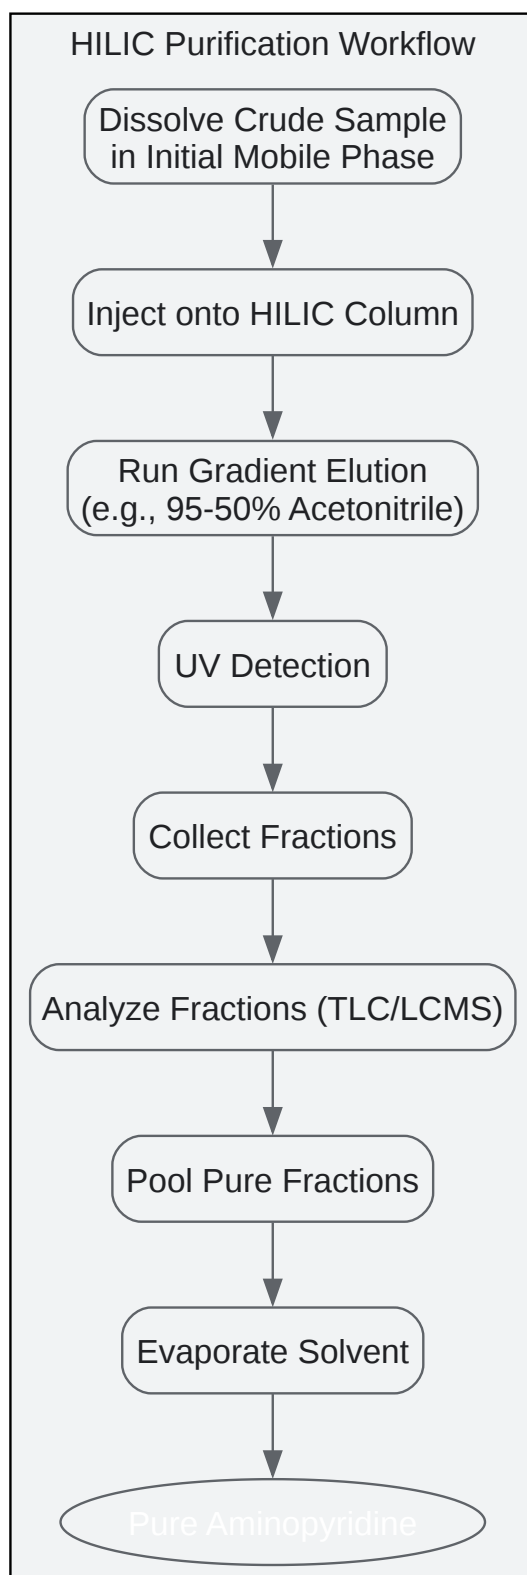 HILIC Purification Workflow
Dissolve Crude Sample
in Initial Mobile Phase
Inject onto HILIC Column
Run Gradient Elution
(e.g., 95-50% Acetonitrile)
UV Detection
Collect Fractions
Analyze Fractions (TLC/LCMS)
Pool Pure Fractions
Evaporate Solvent
Pure Aminopyridine